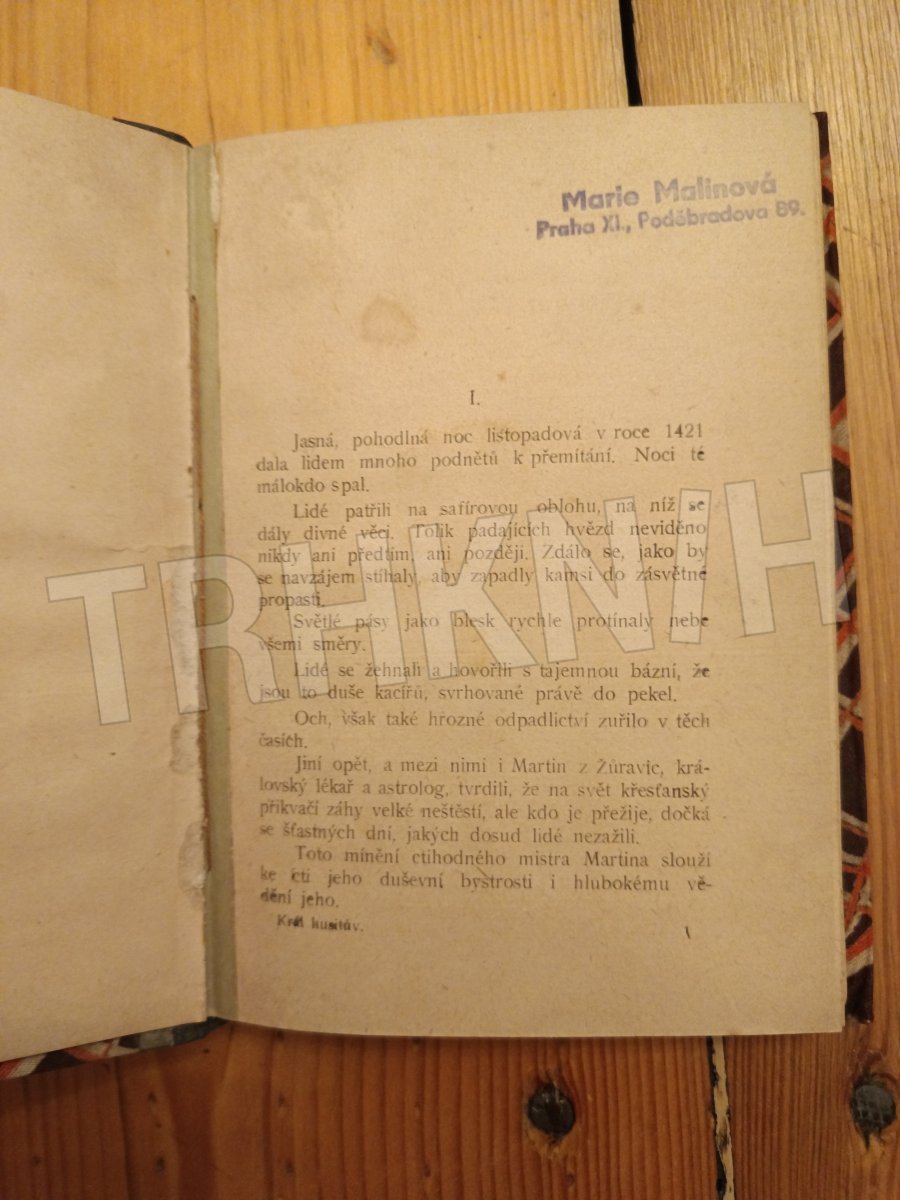 Marie Malinová
Praha XI., Poděbradova 89.
I.
Jasná, pohodlná noc listopadová v roce 1421
dala lidem mnoho podnětů k přemítání. Noci té
málokdo spal.
Lidé patřili na safírovou oblohu, na níž se
dály divné věci. Tolik padajících hvězd neviděno
nikdy ani předtím, ani později. Zdálo se, jako by
se navzájem stíhaly, aby zapadly kamsi do zásvětné
propasti.
Světlé pásy jako blesk rychle protínaly nebe
všemi směry.
Lidé se žehnali a hovořili s tajemnou bázní, že
jsou to duše kacířů, svrhované právě do pekel.
Och, však také hrozné odpadlictví zuřilo v těch
časích.
Jiní opět, a mezi nimi i Martin z Žuravic, krá-
lovský lékař a astrolog, tvrdili, že na svět křesťanský
přikvačí záhy velké neštěstí, ale kdo je přežije, dočká
se šťastných dní, jakých dosud lidé nezažili.
Toto mínění ctihodného mistra Martina slouží
ke cti jeho duševní bystrosti i hlubokému vě-
dění jeho.
Král husitův. 1
TRHKNIH